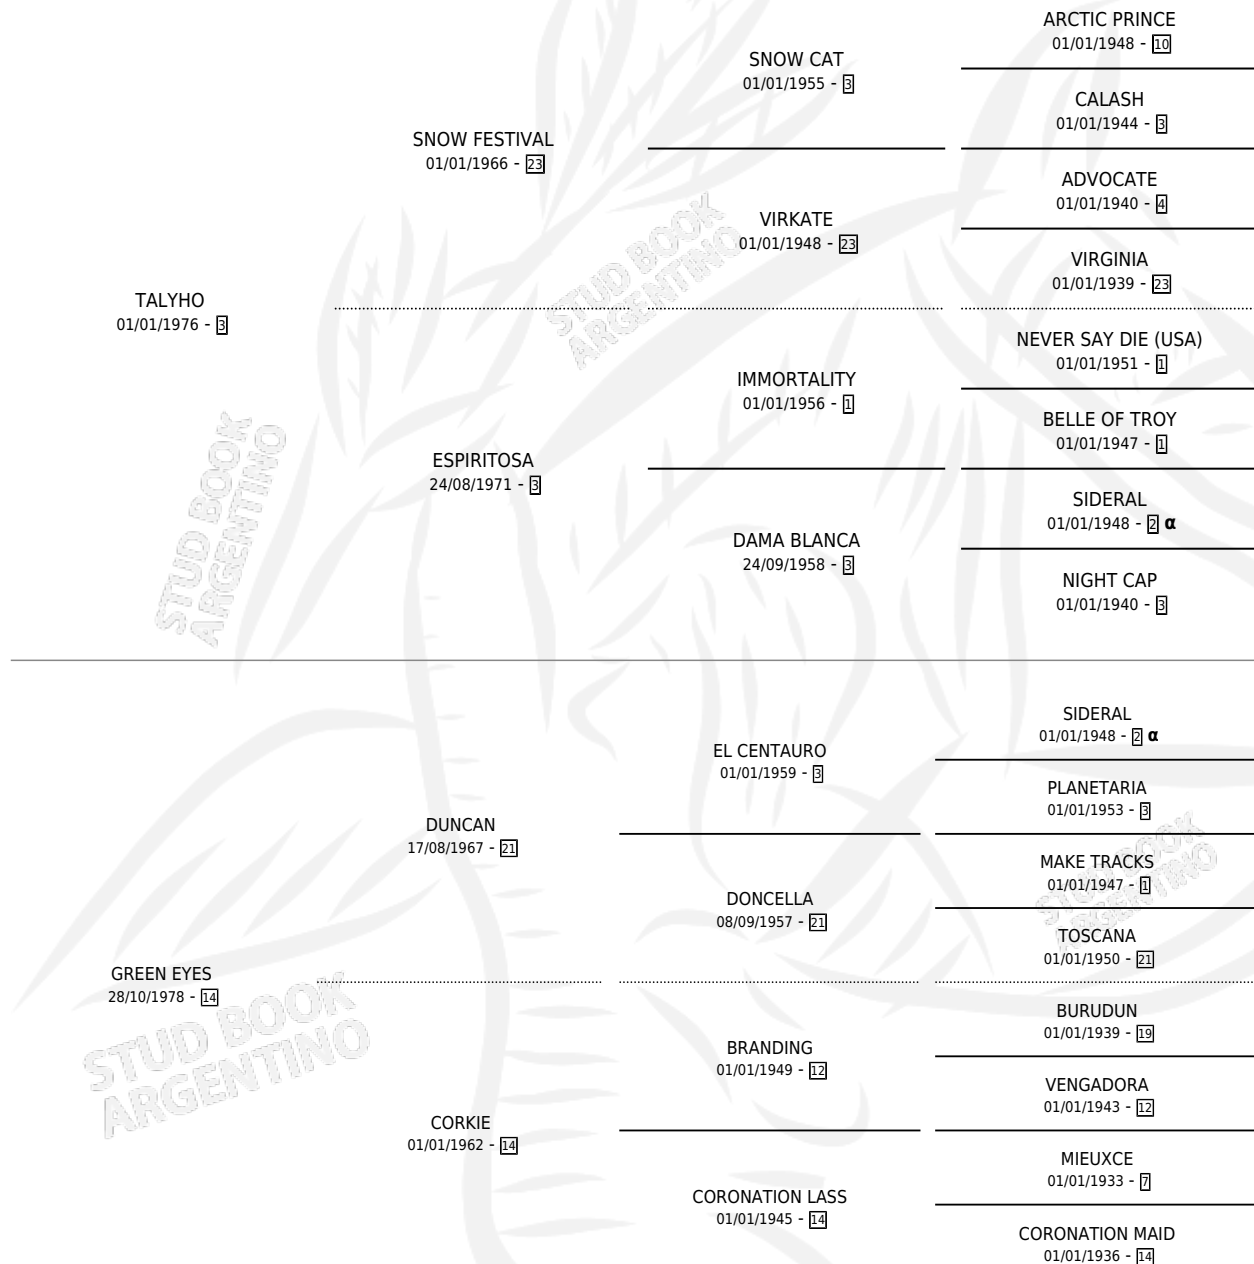 ARCTIC PRINCE
01/01/1948 - 10
SNOW CAT
01/01/1955 - 3
CALASH
01/01/1944 - 3
SNOW FESTIVAL
01/01/1966 - 23
ADVOCATE
01/01/1940 - 4
VIRKATE
01/01/1948 - 23
VIRGINIA
01/01/1939 - 23
TALYHO
01/01/1976 - 3
NEVER SAY DIE (USA)
01/01/1951 - 1
IMMORTALITY
01/01/1956 - 1
BELLE OF TROY
01/01/1947 - 1
ESPIRITOSA
24/08/1971 - 3
SIDERAL
01/01/1948 - 2 α
DAMA BLANCA
24/09/1958 - 3
NIGHT CAP
01/01/1940 - 3
SIDERAL
01/01/1948 - 2 α
EL CENTAURO
01/01/1959 - 3
PLANETARIA
01/01/1953 - 3
DUNCAN
17/08/1967 - 21
MAKE TRACKS
01/01/1947 - 1
DONCELLA
08/09/1957 - 21
TOSCANA
01/01/1950 - 21
GREEN EYES
28/10/1978 - 14
BURUDUN
01/01/1939 - 19
BRANDING
01/01/1949 - 12
VENGADORA
01/01/1943 - 12
CORKIE
01/01/1962 - 14
MIEUXCE
01/01/1933 - 7
CORONATION LASS
01/01/1945 - 14
CORONATION MAID
01/01/1936 - 14
STUD BOOK
ARGENTINO
STUD BOOK
ARGENTINO
STUD BOOK
ARGENTINO
STUD BOOK
ARGENTINO